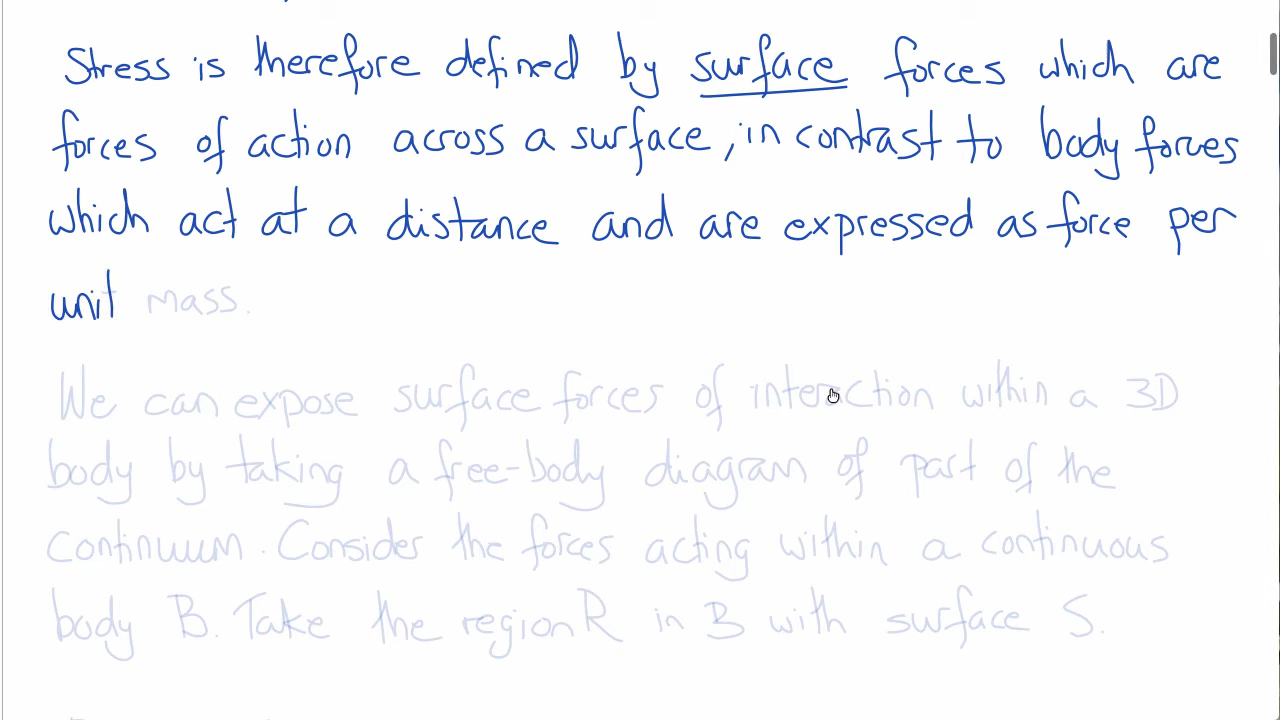 Stress is therefore defined by surface forces which are
forces of action across a surface, in contrast to body forces
which act at a distance and are expressed as force per
unit mass.
We can expose surface forces of interaction within a 3D
body by taking a free-body diagram of part of the
continuum. Consider the forces acting within a continuous
body B. Take the region R in B with surface S.